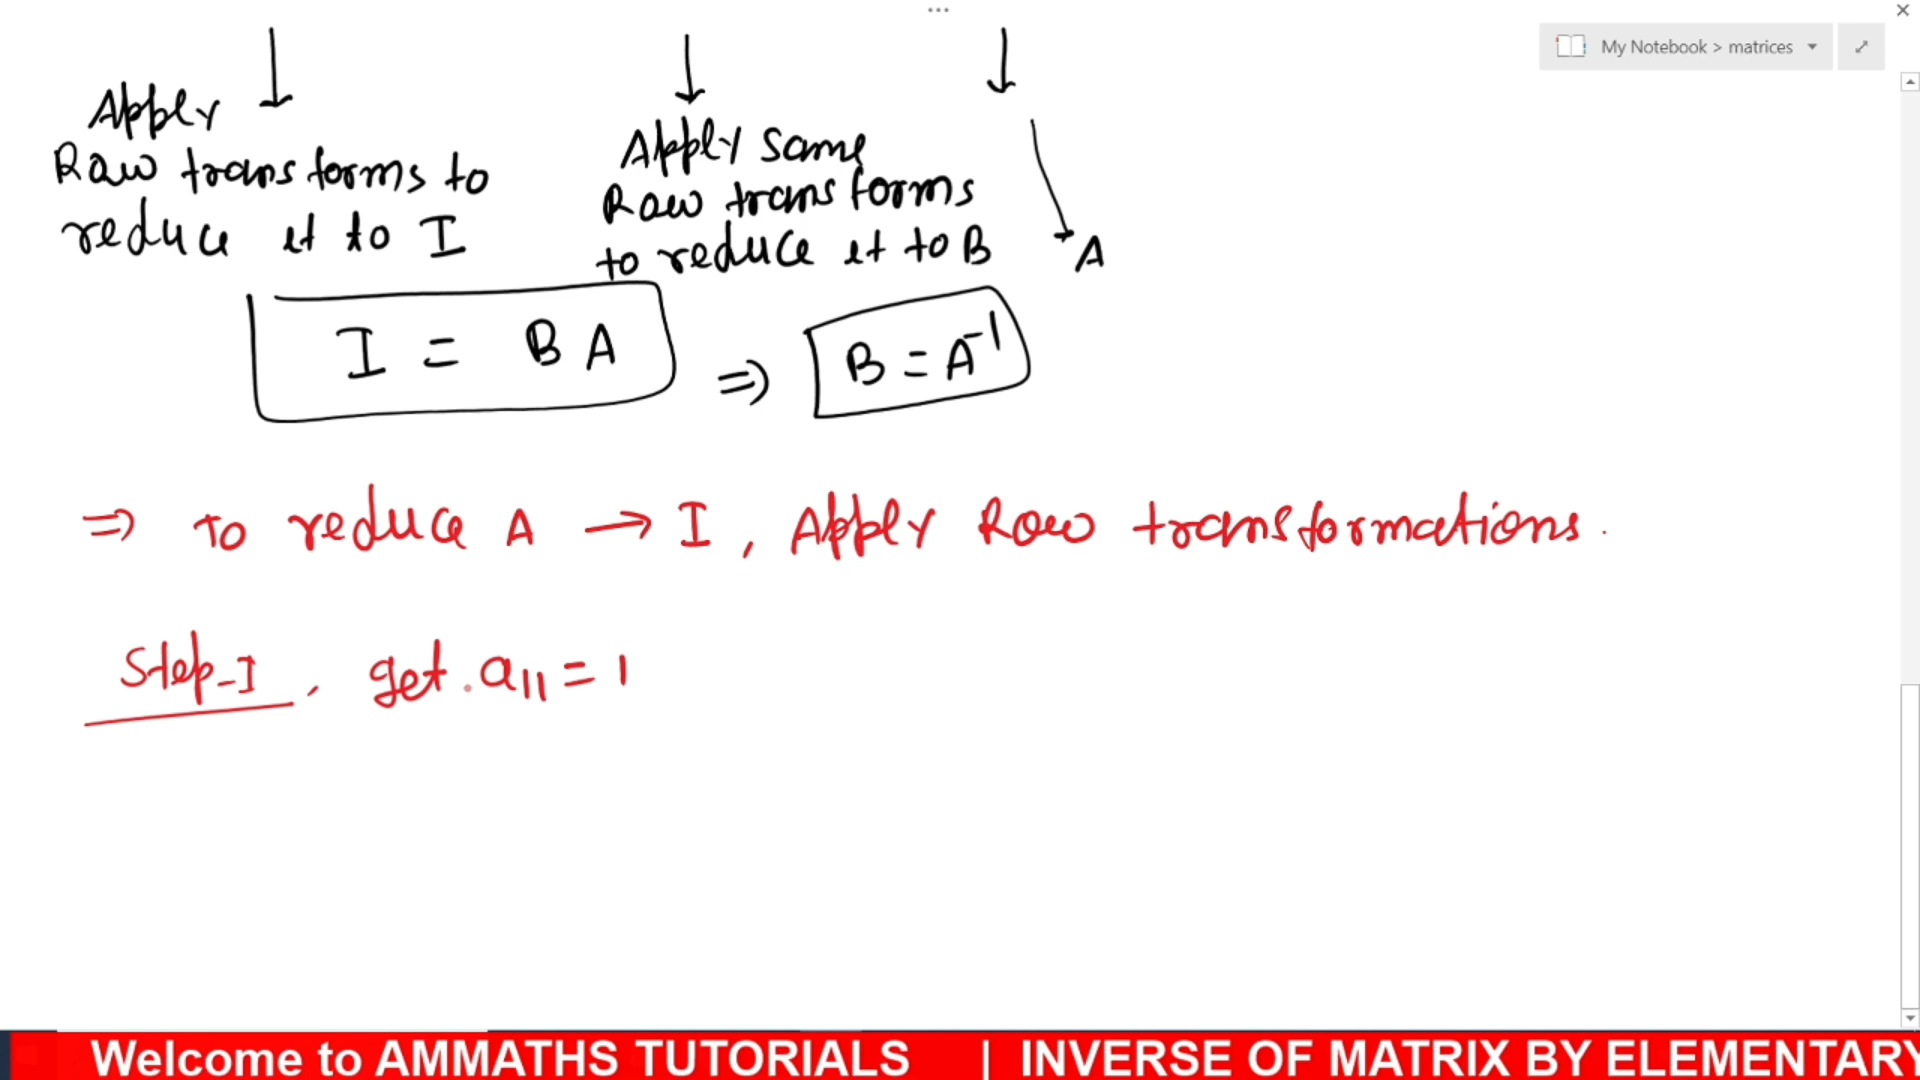 My Notebook > matrices
Apply
Raw transforms to
reduce it to I
Apply same
Raw transforms
to reduce it to B
A
I = B A
⇒ B = A⁻¹
⇒ To reduce A → I, Apply Row transformations.
Step-I, get. a₁₁ = 1
Welcome to AMMATHS TUTORIALS | INVERSE OF MATRIX BY ELEMENTARY